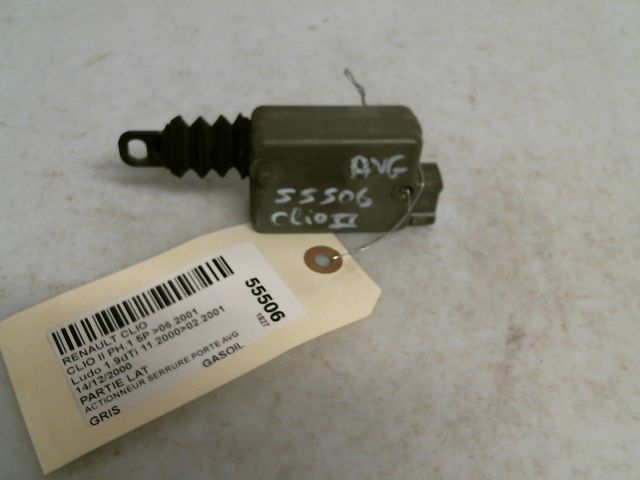 AVG
55506
Clio II
55506
1827
RENAULT CLIO
CLIO II PH.1 5P >06.2001
Ludo 1.9dTi 11.2000>02.2001
14/12/2000
GASOIL
PARTIE LAT
ACTIONNEUR SERRURE PORTE AVG
GRIS